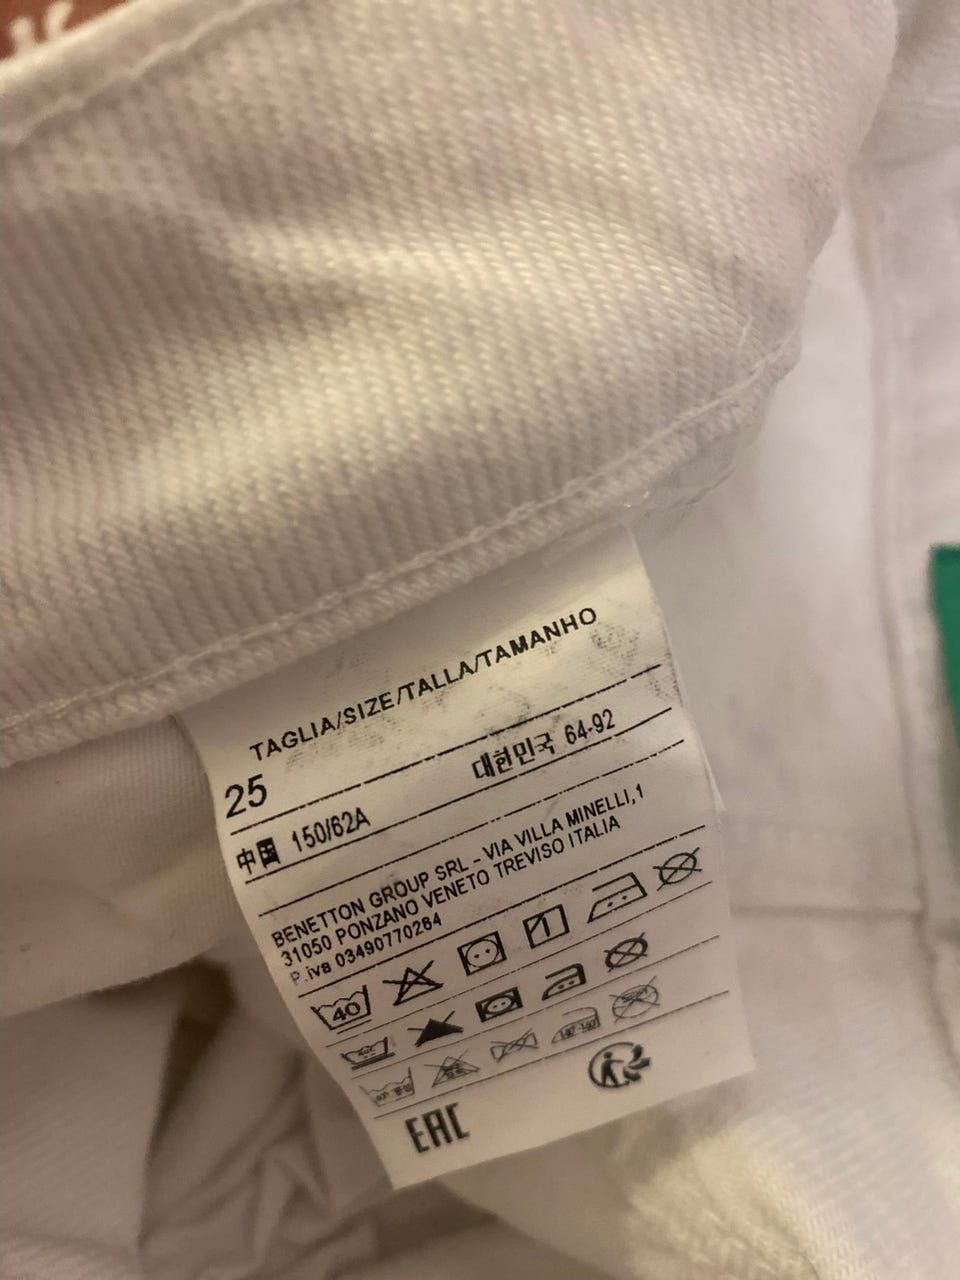 TAGLIA/SIZE/TALLA/TAMANHO
25
대한민국 64-92
中国 150/62A
BENETTON GROUP SRL - VIA VILLA MINELLI,1
31050 PONZANO VENETO TREVISO ITALIA
P.iva 03490770264
40
EAC